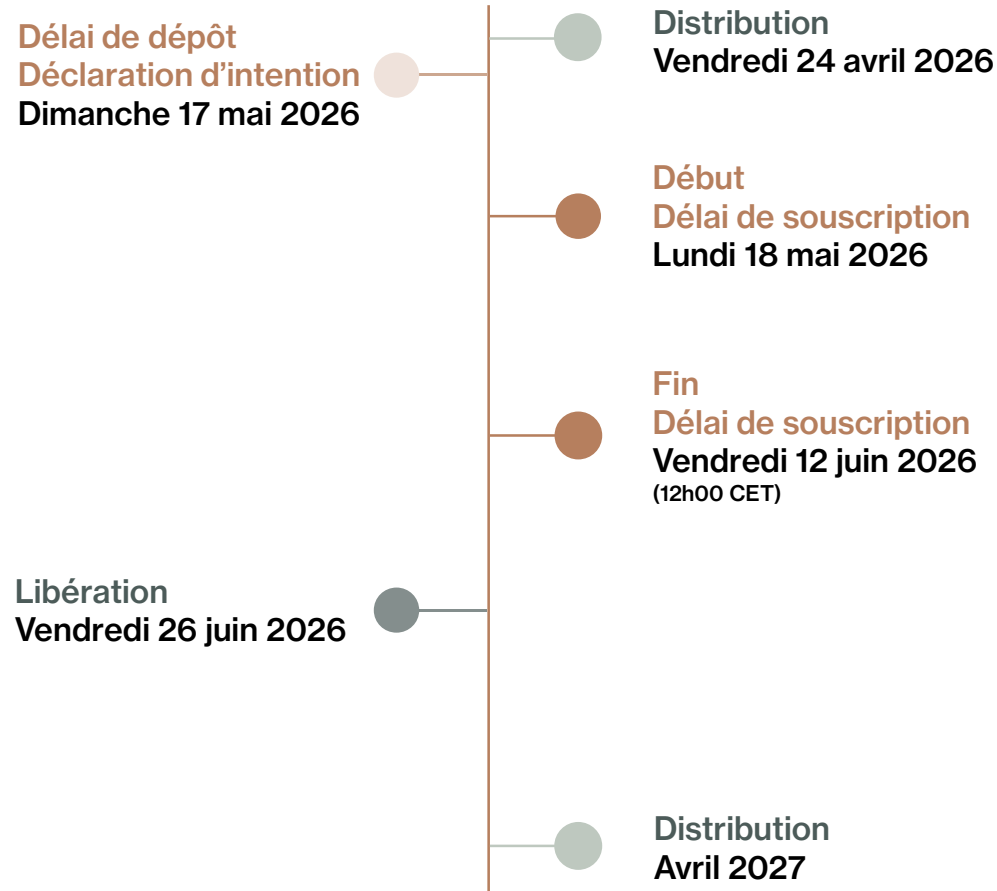 Distribution
Vendredi 24 avril 2026
Délai de dépôt
Déclaration d’intention
Dimanche 17 mai 2026
Début
Délai de souscription
Lundi 18 mai 2026
Fin
Délai de souscription
Vendredi 12 juin 2026
(12h00 CET)
Libération
Vendredi 26 juin 2026
Distribution
Avril 2027